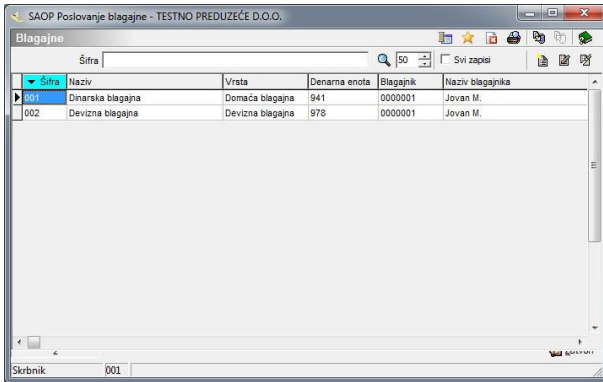 SAOP Poslovanje blagajne - TESTNO PREDUZEĆE D.O.O.
Blagajne
Šifra 50 Svi zapisi
Šifra Naziv Vrsta Denarna enota Blagajnik Naziv blagajnika
001 Dinarska blagajna Domaća blagajna 941 0000001 Jovan M.
002 Devizna blagajna Devizna blagajna 978 0000001 Jovan M.
Skrbnik 001